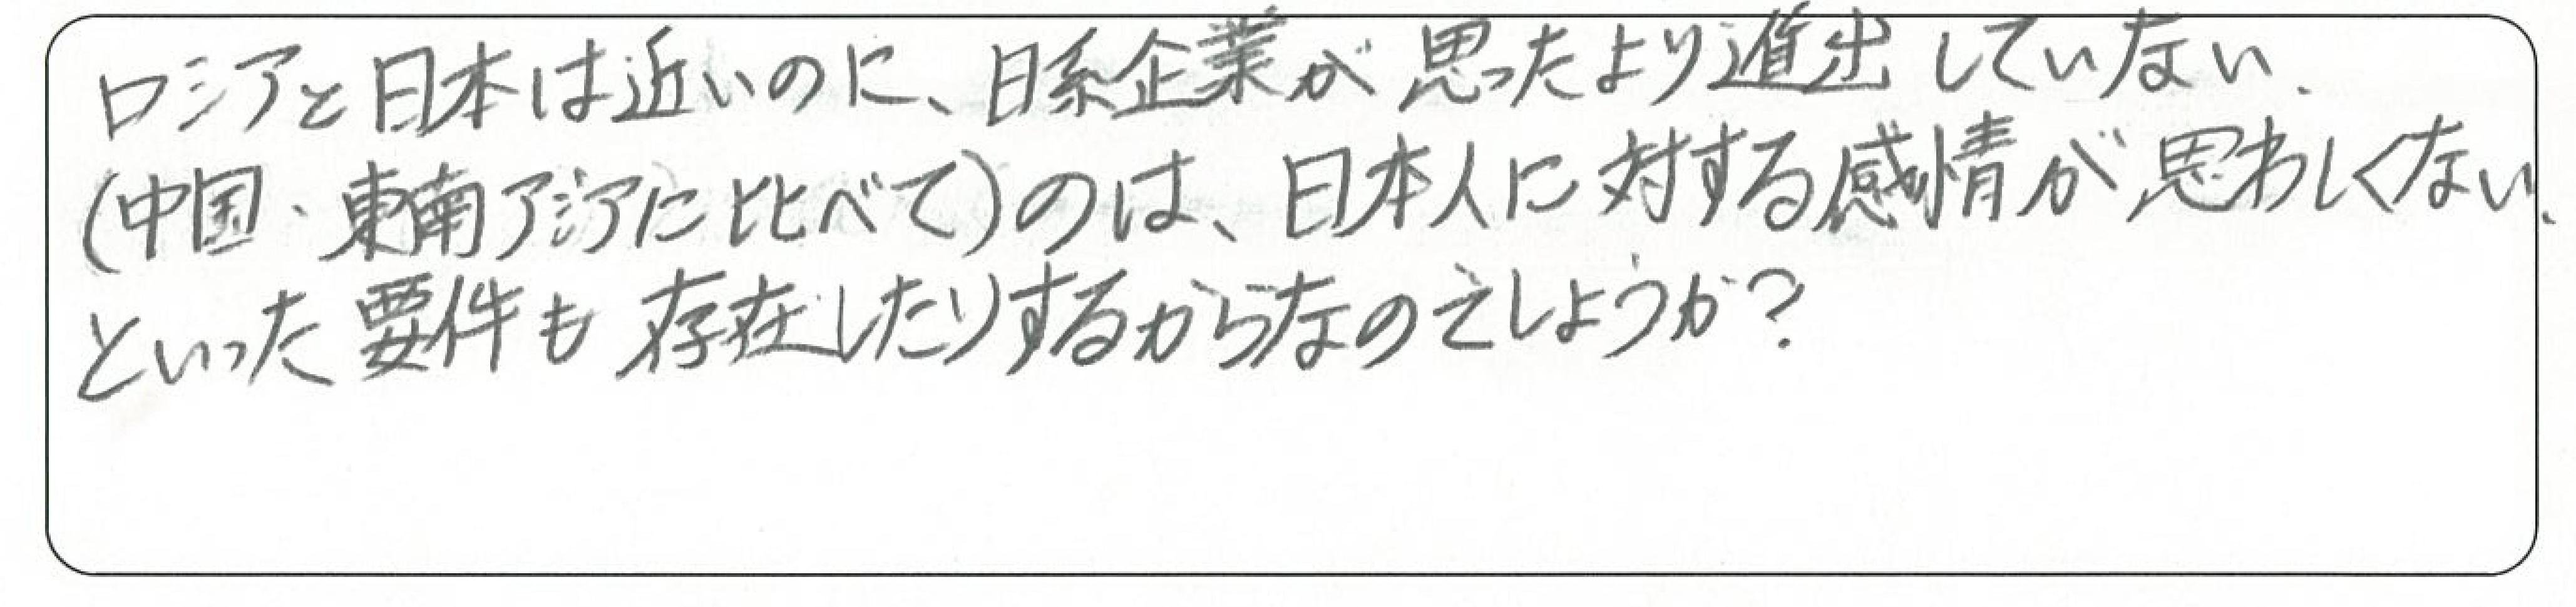 ロシアと日本は近いのに、日系企業が思ったより進出していない、
(中国・東南アジアに比べて)のは、日本人に対する感情が思わしくない、
といった要件も存在したりするからなのでしょうか?